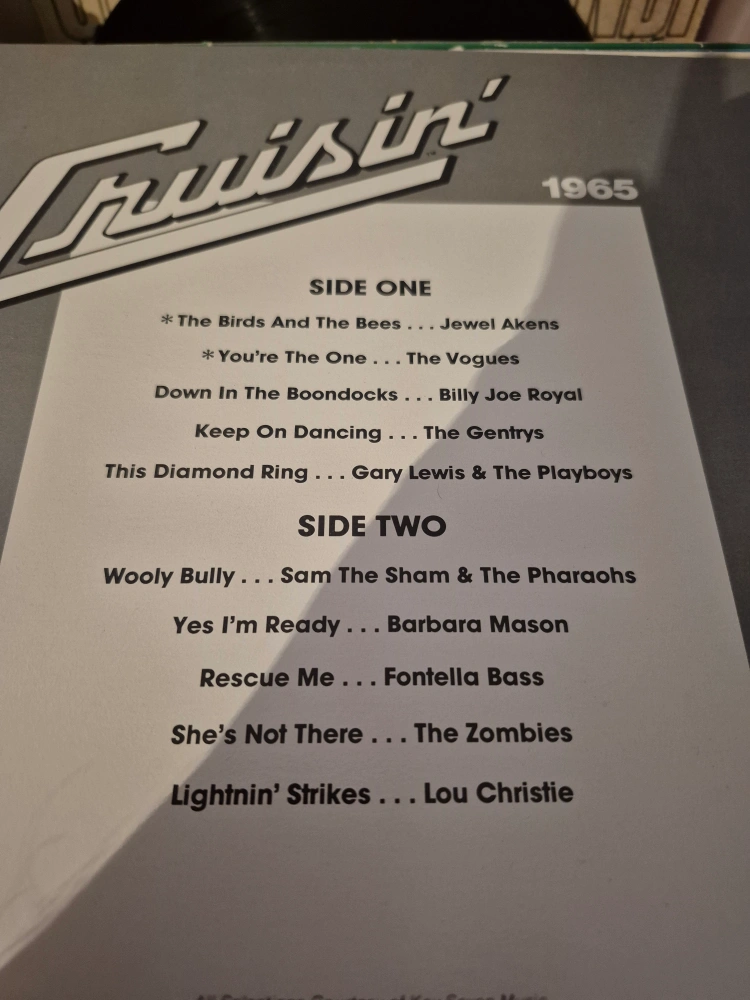 Cruisin'
1965
SIDE ONE
*The Birds And The Bees . . . Jewel Akens
*You're The One . . . The Vogues
Down In The Boondocks . . . Billy Joe Royal
Keep On Dancing . . . The Gentrys
This Diamond Ring . . . Gary Lewis & The Playboys
SIDE TWO
Wooly Bully . . . Sam The Sham & The Pharaohs
Yes I'm Ready . . . Barbara Mason
Rescue Me . . . Fontella Bass
She's Not There . . . The Zombies
Lightnin' Strikes . . . Lou Christie